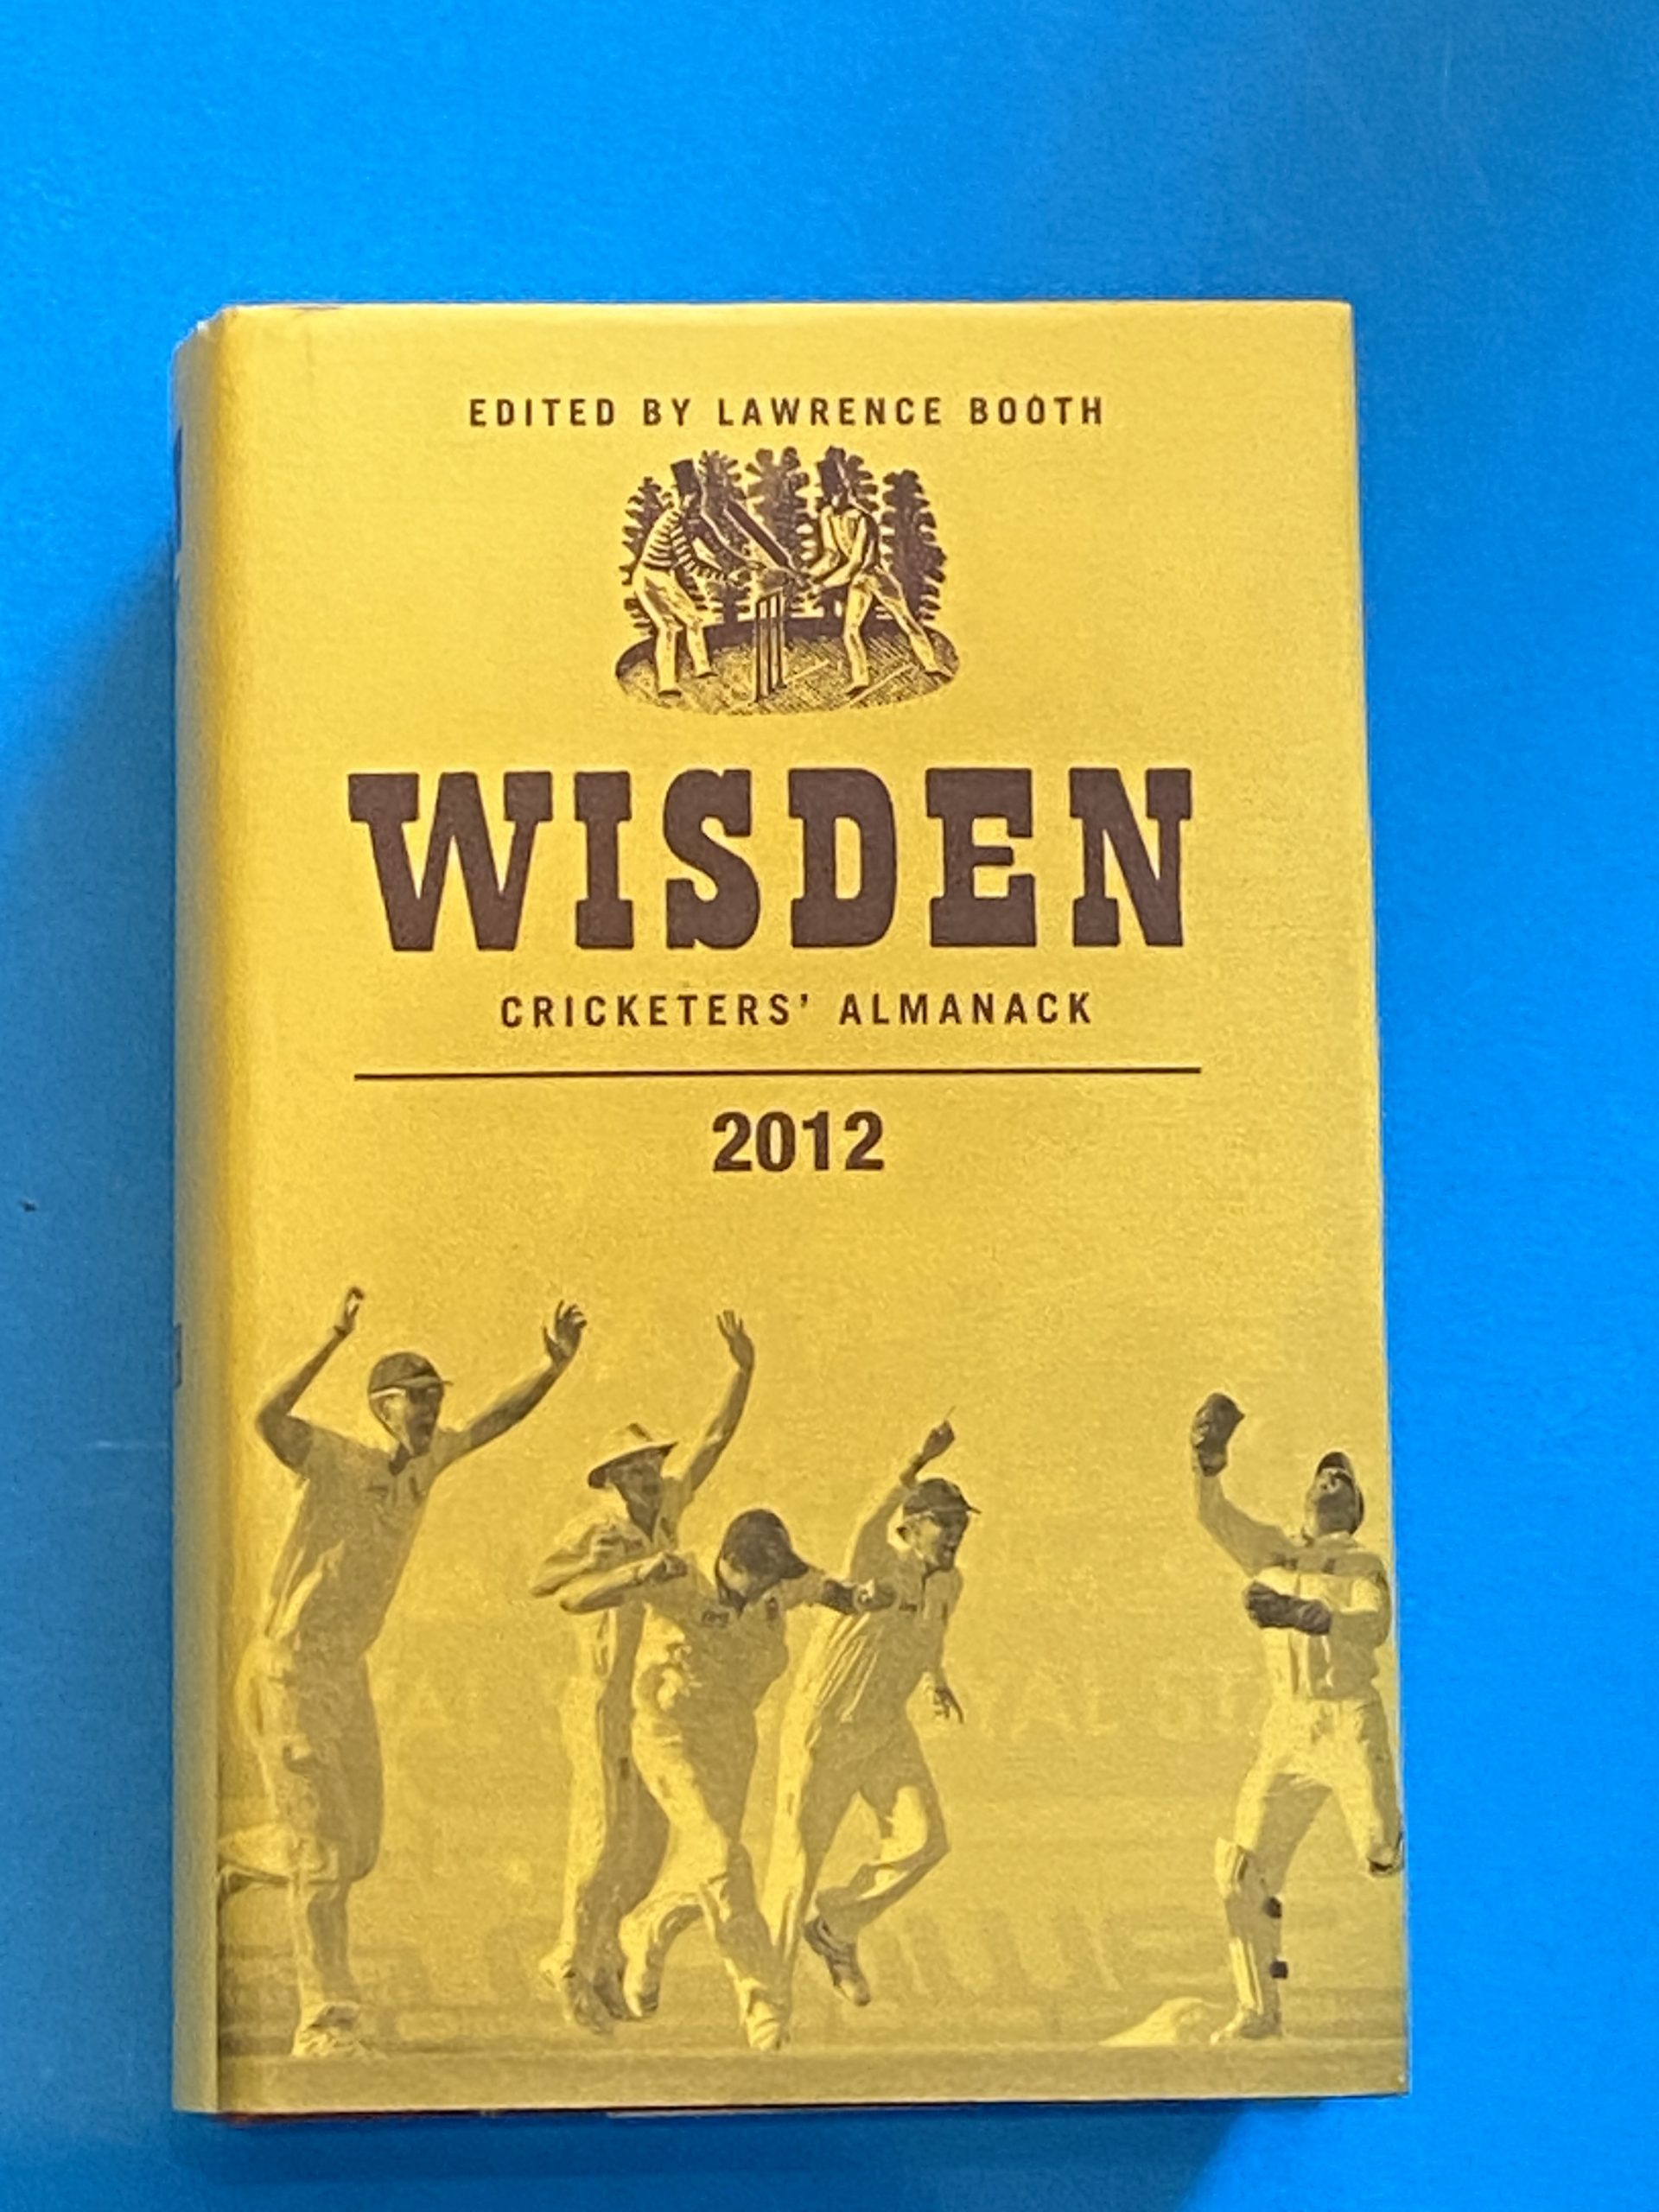 EDITED BY LAWRENCE BOOTH
WISDEN
CRICKETERS' ALMANACK
2012